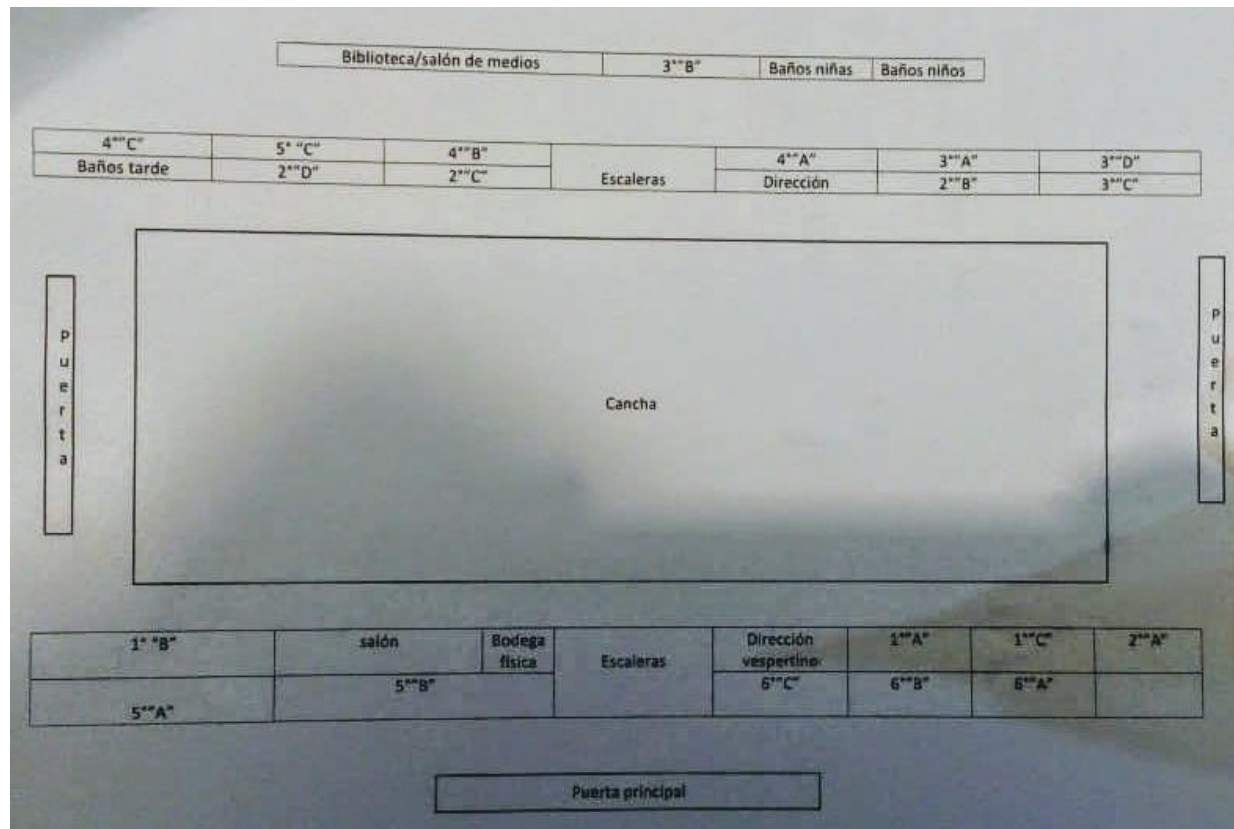 Biblioteca/salón de medios 3°"B" Baños niñas Baños niños
4°"C" 5° "C" 4°"B" 4°"A" 3°"A" 3°"D"
Baños tarde 2°"D" 2°"C" Escaleras Dirección 2°"B" 3°"C"
Puerta
Cancha
Puerta
1° "B" salón Bodega física Escaleras Dirección vespertino 1°"A" 1°"C" 2°"A"
5°"B" 6°"C" 6°"B" 6°"A"
5°"A"
Puerta principal